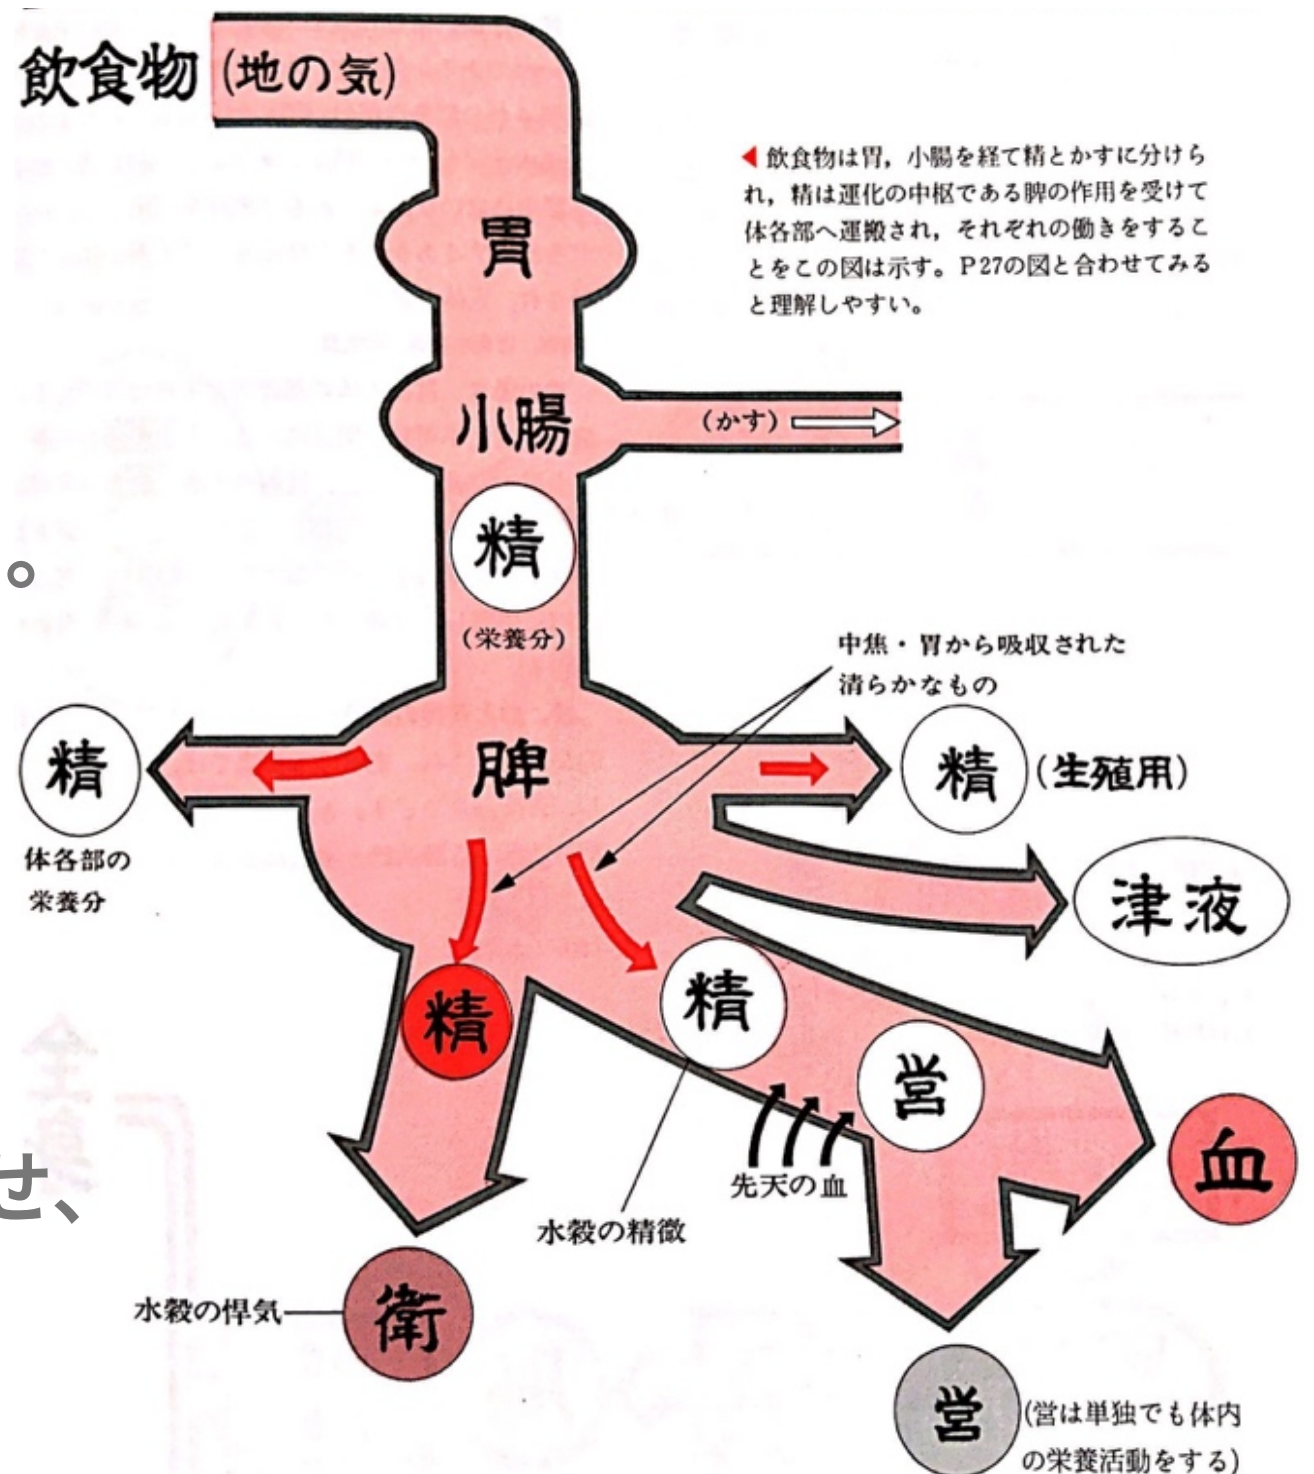 飲食物(地の気)
◀飲食物は胃，小腸を経て精とかすに分けら
れ，精は運化の中枢である脾の作用を受けて
体各部へ運搬され，それぞれの働きをするこ
とをこの図は示す。P27の図と合わせてみる
と理解しやすい。
胃
小腸
(かす)
精
(栄養分)
。
中焦・胃から吸収された
清らかなもの
精
体各部の
栄養分
脾
精
(生殖用)
津液
精
精
営
血
先天の血
水穀の精微
せ、
水穀の悍気
衛
営
(営は単独でも体内
の栄養活動をする)